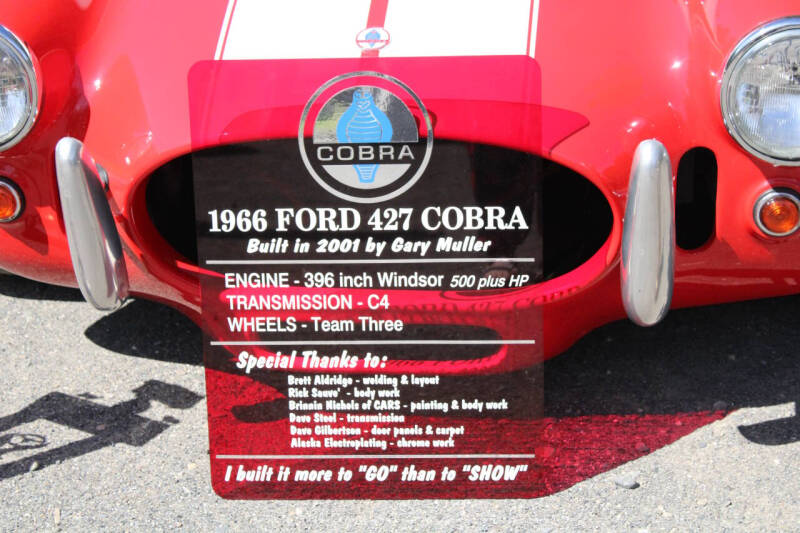 COBRA
1966 FORD 427 COBRA
Built in 2001 by Gary Muller
ENGINE - 396 inch Windsor 500 plus HP
TRANSMISSION - C4
WHEELS - Team Three
Special Thanks to:
Brett Aldridge - welding & layout
Rick Sauve' - body work
Brinnin Nichols of CARS - painting & body work
Dave Steel - transmission
Dave Gilbertson - door panels & carpet
Alaska Electroplating - chrome work
I built it more to "GO" than to "SHOW"